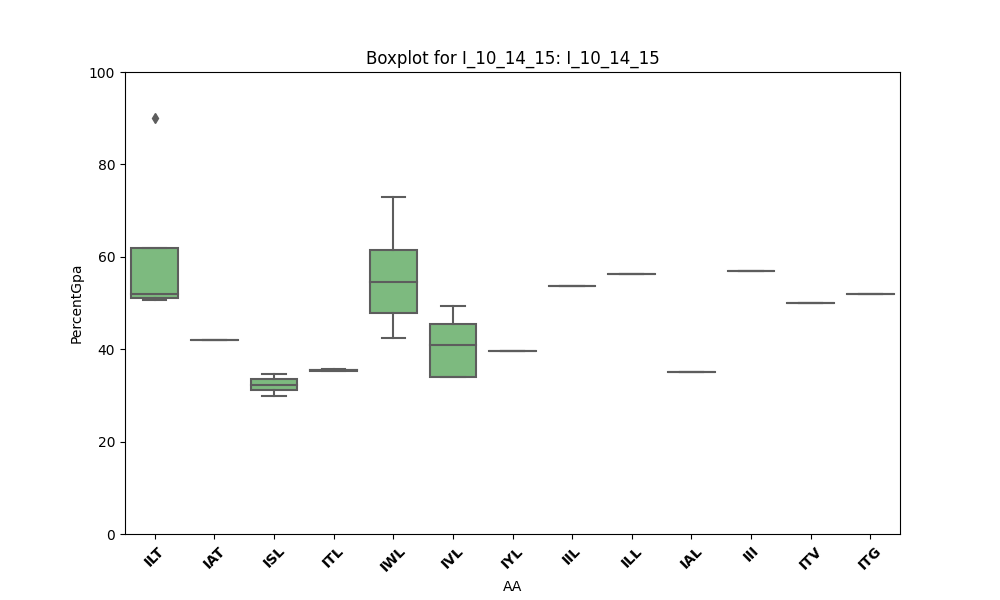 Boxplot for I_10_14_15: I_10_14_15
100
80
60
40
20
0
PercentGpa
ILT IAT ISL ITL IWL IVL IYL IIL ILL IAL III ITV ITG
AA